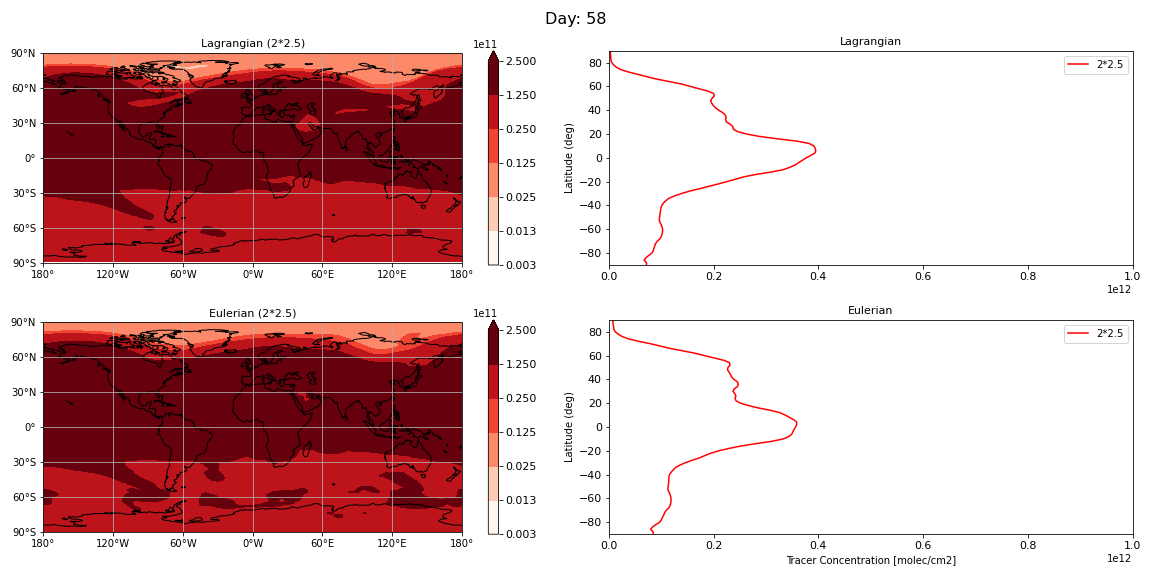 Day: 58
Lagrangian (2*2.5)
1e11
90°N
60°N
30°N
0°
30°S
60°S
90°S
180° 120°W 60°W 0°W 60°E 120°E 180°
2.500
1.250
0.250
0.125
0.025
0.013
0.003
Lagrangian
2*2.5
Latitude (deg)
80
60
40
20
0
−20
−40
−60
−80
0.0 0.2 0.4 0.6 0.8 1.0
1e12
Eulerian (2*2.5)
1e11
90°N
60°N
30°N
0°
30°S
60°S
90°S
180° 120°W 60°W 0°W 60°E 120°E 180°
2.500
1.250
0.250
0.125
0.025
0.013
0.003
Eulerian
2*2.5
Latitude (deg)
80
60
40
20
0
−20
−40
−60
−80
0.0 0.2 0.4 0.6 0.8 1.0
Tracer Concentration [molec/cm2]
1e12